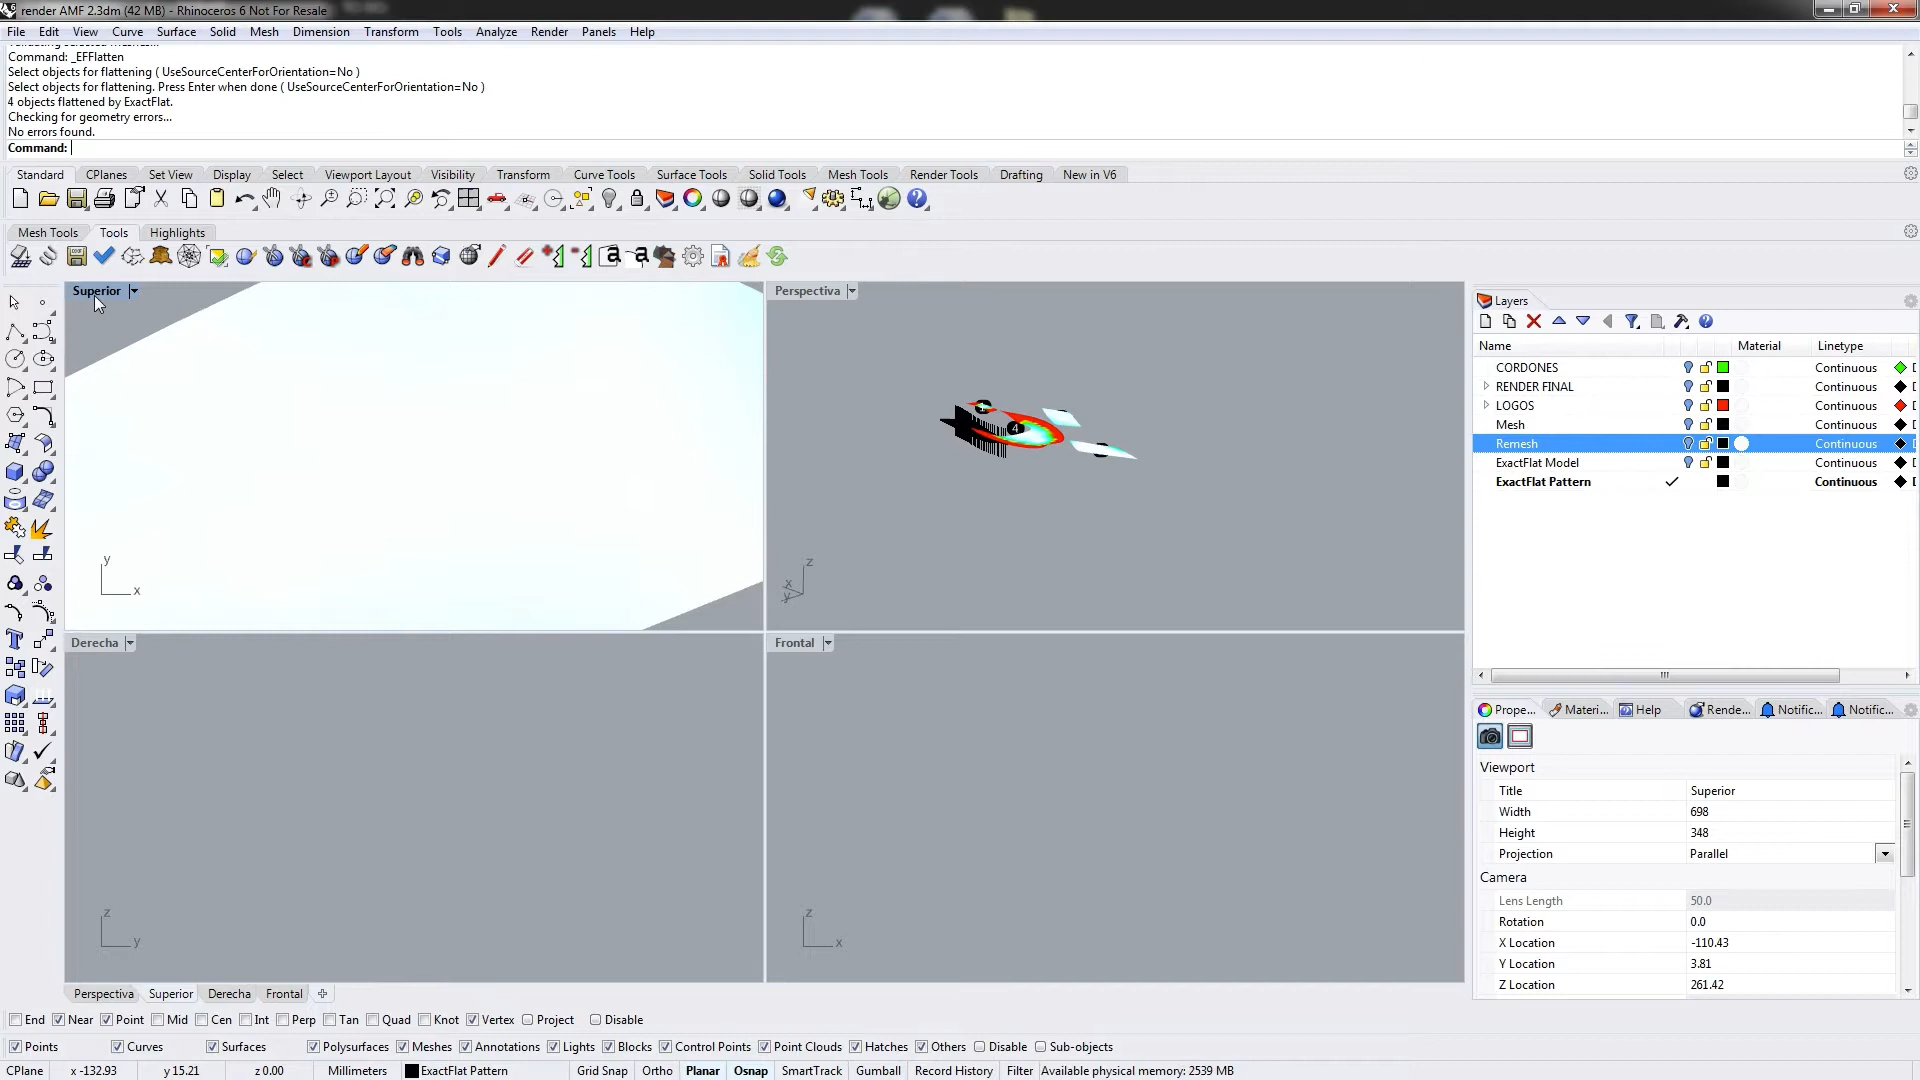 render AMF 2.3dm (42 MB) - Rhinoceros 6 Not For Resale
File Edit View Curve Surface Solid Mesh Dimension Transform Tools Analyze Render Panels Help
Command: _EFFlatten
Select objects for flattening ( UseSourceCenterForOrientation=No )
Select objects for flattening. Press Enter when done ( UseSourceCenterForOrientation=No )
4 objects flattened by ExactFlat.
Checking for geometry errors...
No errors found.
Command:
Standard CPlanes Set View Display Select Viewport Layout Visibility Transform Curve Tools Surface Tools Solid Tools Mesh Tools Render Tools Drafting New in V6
Mesh Tools Tools Highlights
Superior
Perspectiva
4
y
x
z
x
y
Derecha
Frontal
z
y
z
x
Layers
Name Material Linetype
CORDONES Continuous
RENDER FINAL Continuous
LOGOS Continuous
Mesh Continuous
Remesh Continuous
ExactFlat Model Continuous
ExactFlat Pattern Continuous
Prope... Materi... Help Rende... Notific... Notific...
Viewport
Title Superior
Width 698
Height 348
Projection Parallel
Camera
Lens Length 50.0
Rotation 0.0
X Location -110.43
Y Location 3.81
Z Location 261.42
Perspectiva Superior Derecha Frontal
End Near Point Mid Cen Int Perp Tan Quad Knot Vertex Project Disable
Points Curves Surfaces Polysurfaces Meshes Annotations Lights Blocks Control Points Point Clouds Hatches Others Disable Sub-objects
CPlane x -132.93 y 15.21 z 0.00 Millimeters ExactFlat Pattern Grid Snap Ortho Planar Osnap SmartTrack Gumball Record History Filter Available physical memory: 2539 MB